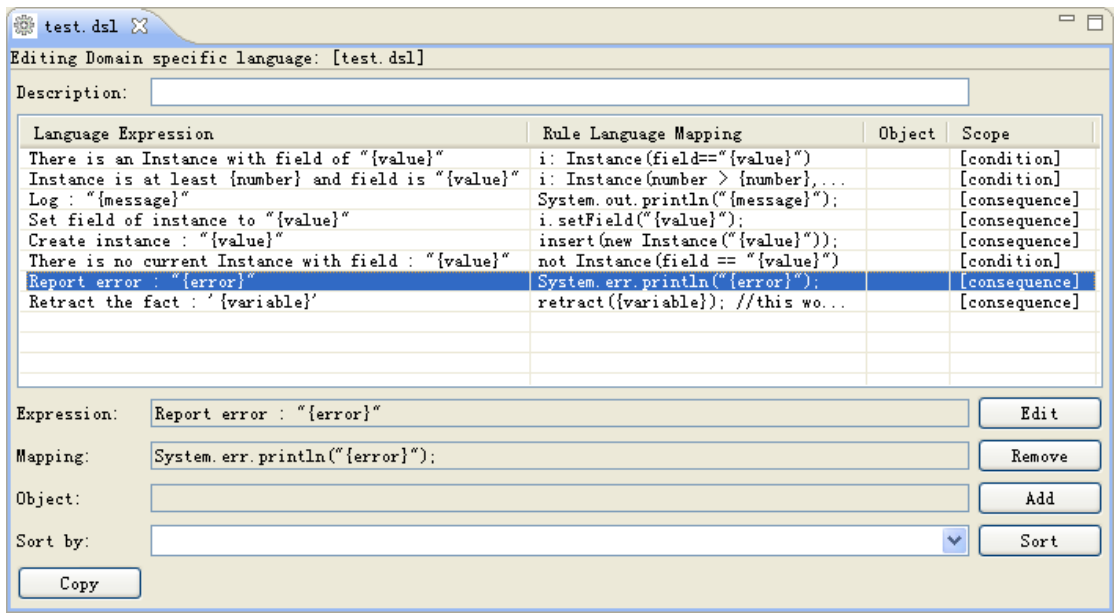 test.dsl
Editing Domain specific language: [test.dsl]
Description:
Language Expression Rule Language Mapping Object Scope
There is an Instance with field of "{value}" i: Instance(field=="{value}") [condition]
Instance is at least {number} and field is "{value}" i: Instance(number > {number},... [condition]
Log : "{message}" System.out.println("{message}"); [consequence]
Set field of instance to "{value}" i.setField("{value}"); [consequence]
Create instance : "{value}" insert(new Instance("{value}")); [consequence]
There is no current Instance with field : "{value}" not Instance(field == "{value}") [condition]
Report error : "{error}" System.err.println("{error}"); [consequence]
Retract the fact : '{variable}' retract({variable}); //this wo... [consequence]
Expression: Report error : "{error}" Edit
Mapping: System.err.println("{error}"); Remove
Object: Add
Sort by: Sort
Copy